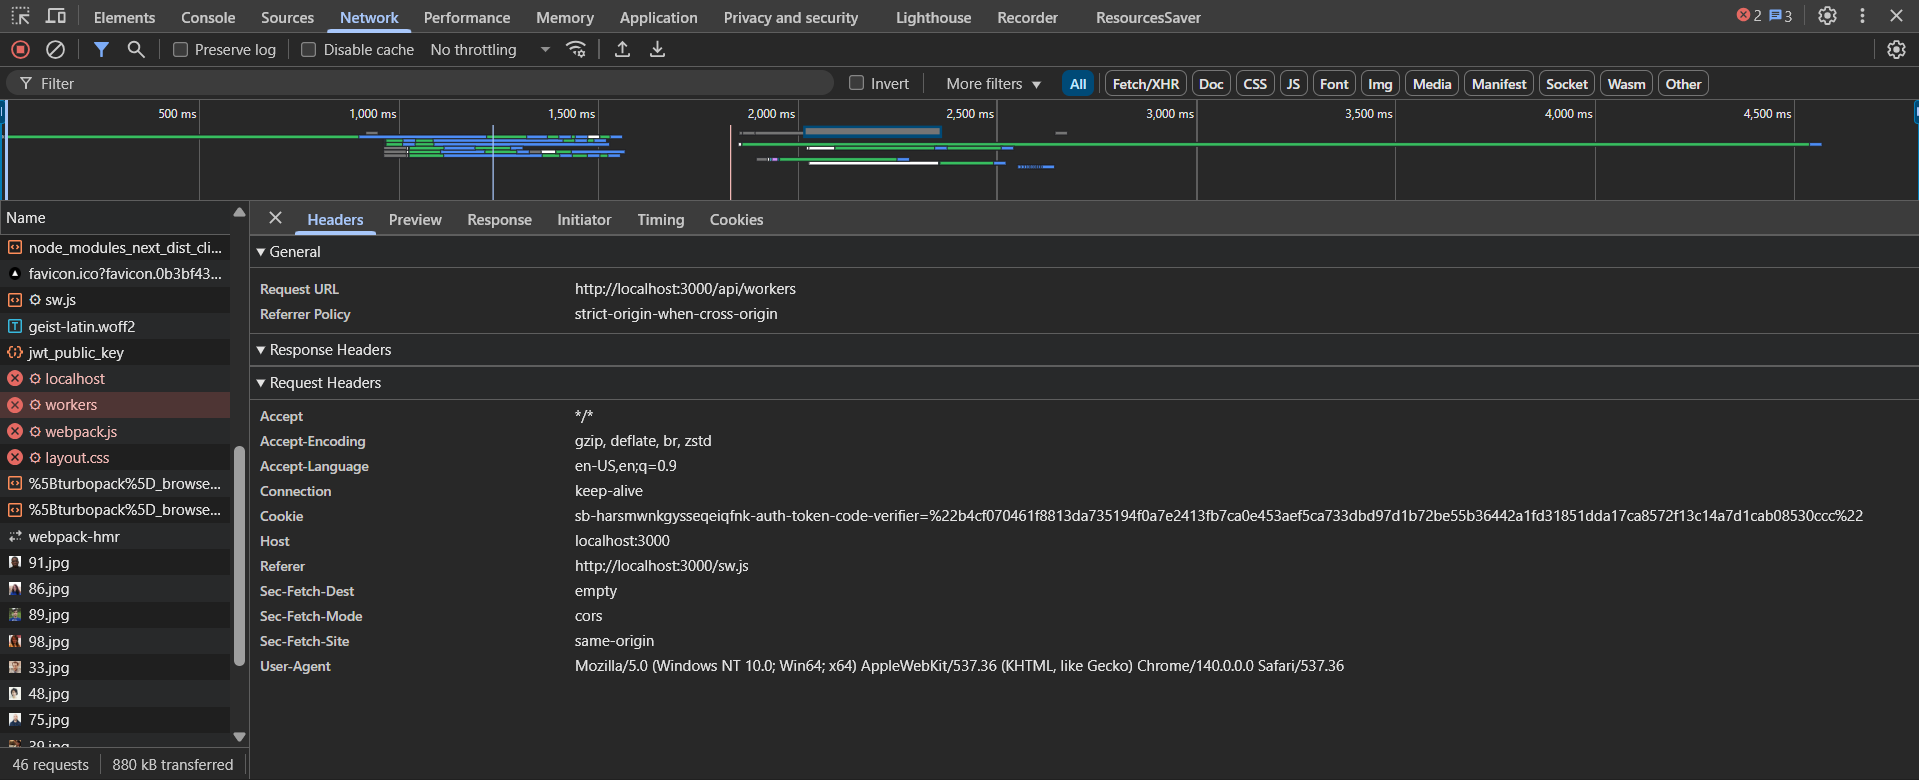 Elements Console Sources Network Performance Memory Application Privacy and security Lighthouse Recorder ResourcesSaver 2 3
Preserve log Disable cache No throttling
Filter Invert More filters All Fetch/XHR Doc CSS JS Font Img Media Manifest Socket Wasm Other
500 ms 1,000 ms 1,500 ms 2,000 ms 2,500 ms 3,000 ms 3,500 ms 4,000 ms 4,500 ms
Name
node_modules_next_dist_cli...
favicon.ico?favicon.0b3bf43...
sw.js
geist-latin.woff2
jwt_public_key
localhost
workers
webpack.js
layout.css
%5Bturbopack%5D_browse...
%5Bturbopack%5D_browse...
webpack-hmr
91.jpg
86.jpg
89.jpg
98.jpg
33.jpg
48.jpg
75.jpg
39.jpg
46 requests 880 kB transferred
Headers Preview Response Initiator Timing Cookies
General
Request URL http://localhost:3000/api/workers
Referrer Policy strict-origin-when-cross-origin
Response Headers
Request Headers
Accept */*
Accept-Encoding gzip, deflate, br, zstd
Accept-Language en-US,en;q=0.9
Connection keep-alive
Cookie sb-harsmwnkgysseqeiqfnk-auth-token-code-verifier=%22b4cf070461f8813da735194f0a7e2413fb7ca0e453aef5ca733dbd97d1b72be55b36442a1fd31851dda17ca8572f13c14a7d1cab08530ccc%22
Host localhost:3000
Referer http://localhost:3000/sw.js
Sec-Fetch-Dest empty
Sec-Fetch-Mode cors
Sec-Fetch-Site same-origin
User-Agent Mozilla/5.0 (Windows NT 10.0; Win64; x64) AppleWebKit/537.36 (KHTML, like Gecko) Chrome/140.0.0.0 Safari/537.36